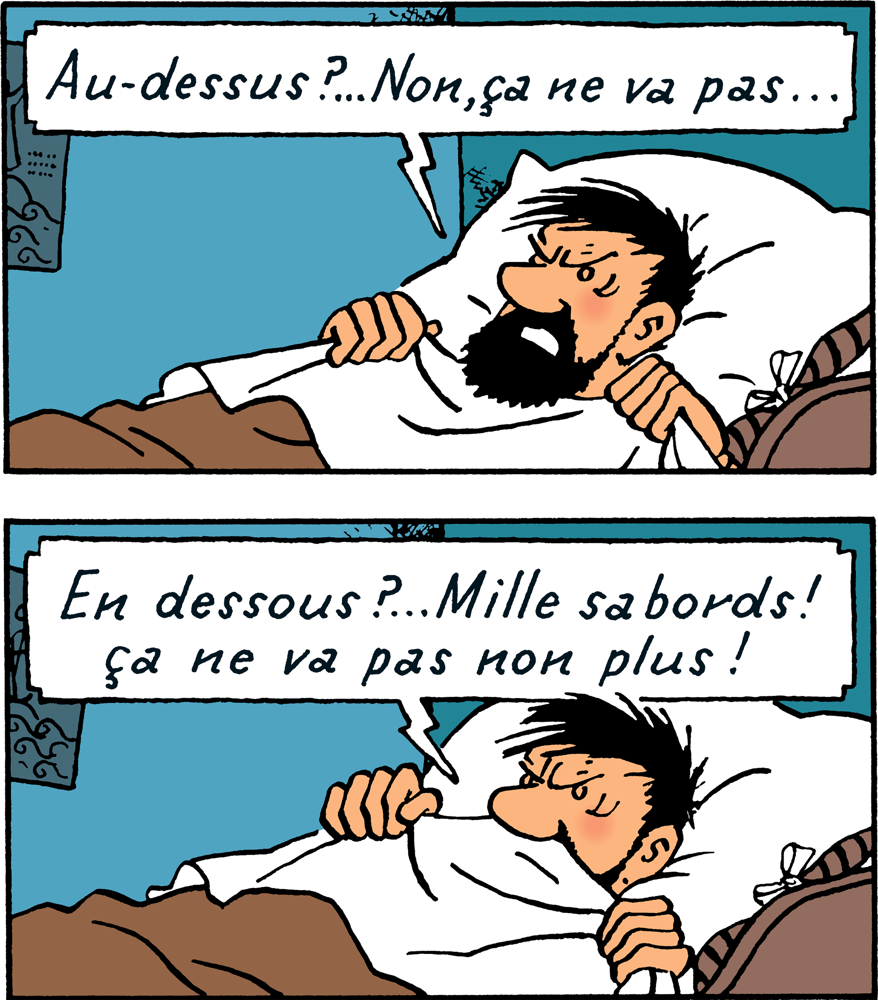 Au-dessus?...Non,ça ne va pas...
En dessous?...Mille sabords!
ça ne va pas non plus!